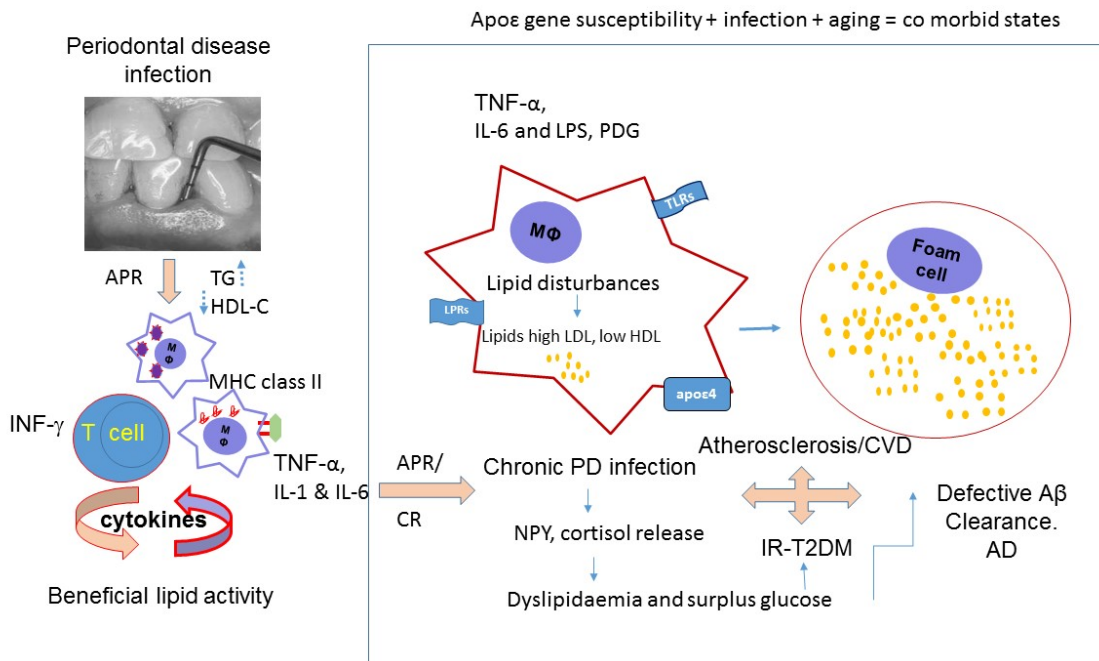 Apoε gene susceptibility + infection + aging = co morbid states
Periodontal disease
infection
APR
TG
HDL-C
M
Φ
MHC class II
INF-γ
T cell
M
Φ
TNF-α,
IL-1 & IL-6
cytokines
Beneficial lipid activity
TNF-α,
IL-6 and LPS, PDG
TLRs
MΦ
Lipid disturbances
LPRs
Lipids high LDL, low HDL
apoε4
Foam
cell
APR/
CR
Chronic PD infection
NPY, cortisol release
Dyslipidaemia and surplus glucose
Atherosclerosis/CVD
IR-T2DM
Defective Aβ
Clearance.
AD